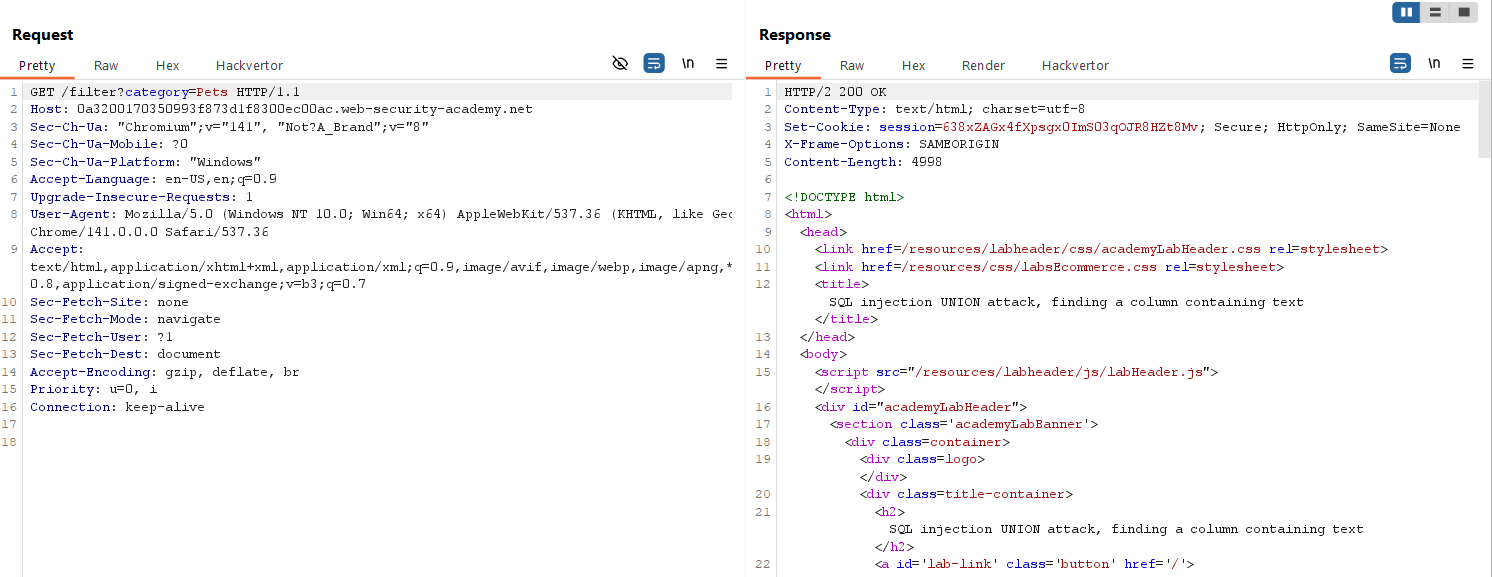 Request
Pretty Raw Hex Hackvertor \n
1 GET /filter?category=Pets HTTP/1.1
2 Host: 0a3200170350993f873d1f8300ec00ac.web-security-academy.net
3 Sec-Ch-Ua: "Chromium";v="141", "Not?A_Brand";v="8"
4 Sec-Ch-Ua-Mobile: ?0
5 Sec-Ch-Ua-Platform: "Windows"
6 Accept-Language: en-US,en;q=0.9
7 Upgrade-Insecure-Requests: 1
8 User-Agent: Mozilla/5.0 (Windows NT 10.0; Win64; x64) AppleWebKit/537.36 (KHTML, like Gec
Chrome/141.0.0.0 Safari/537.36
9 Accept:
text/html,application/xhtml+xml,application/xml;q=0.9,image/avif,image/webp,image/apng,*
0.8,application/signed-exchange;v=b3;q=0.7
10 Sec-Fetch-Site: none
11 Sec-Fetch-Mode: navigate
12 Sec-Fetch-User: ?1
13 Sec-Fetch-Dest: document
14 Accept-Encoding: gzip, deflate, br
15 Priority: u=0, i
16 Connection: keep-alive
17
18
Response
Pretty Raw Hex Render Hackvertor \n
1 HTTP/2 200 OK
2 Content-Type: text/html; charset=utf-8
3 Set-Cookie: session=638xZAGx4fXpsgx0ImS03qOJR8HZt8Mv; Secure; HttpOnly; SameSite=None
4 X-Frame-Options: SAMEORIGIN
5 Content-Length: 4998
6
7 <!DOCTYPE html>
8 <html>
9 <head>
10 <link href=/resources/labheader/css/academyLabHeader.css rel=stylesheet>
11 <link href=/resources/css/labsEcommerce.css rel=stylesheet>
12 <title>
SQL injection UNION attack, finding a column containing text
</title>
13 </head>
14 <body>
15 <script src="/resources/labheader/js/labHeader.js">
</script>
16 <div id="academyLabHeader">
17 <section class='academyLabBanner'>
18 <div class=container>
19 <div class=logo>
</div>
20 <div class=title-container>
21 <h2>
SQL injection UNION attack, finding a column containing text
</h2>
22 <a id='lab-link' class='button' href='/'>